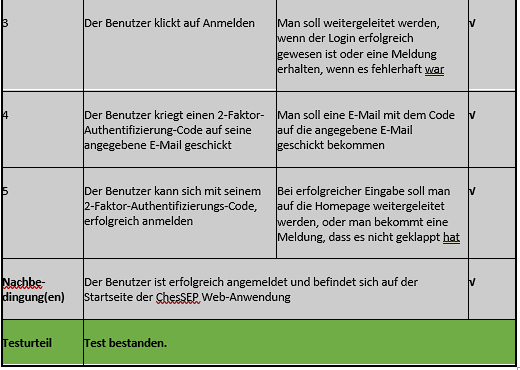 3 Der Benutzer klickt auf Anmelden Man soll weitergeleitet werden, √
wenn der Login erfolgreich
gewesen ist oder eine Meldung
erhalten, wenn es fehlerhaft war
4 Der Benutzer kriegt einen 2-Faktor- Man soll eine E-Mail mit dem Code √
Authentifizierung-Code auf seine auf die angegebene E-Mail
angegebene E-Mail geschickt geschickt bekommen
5 Der Benutzer kann sich mit seinem Bei erfolgreicher Eingabe soll man √
2-Faktor-Authentifizierungs-Code, auf die Homepage weitergeleitet
erfolgreich anmelden werden, oder man bekommt eine
Meldung, dass es nicht geklappt hat
Nachbe- Der Benutzer ist erfolgreich angemeldet und befindet sich auf der √
dingung(en) Startseite der ChesSEP Web-Anwendung
Testurteil Test bestanden.